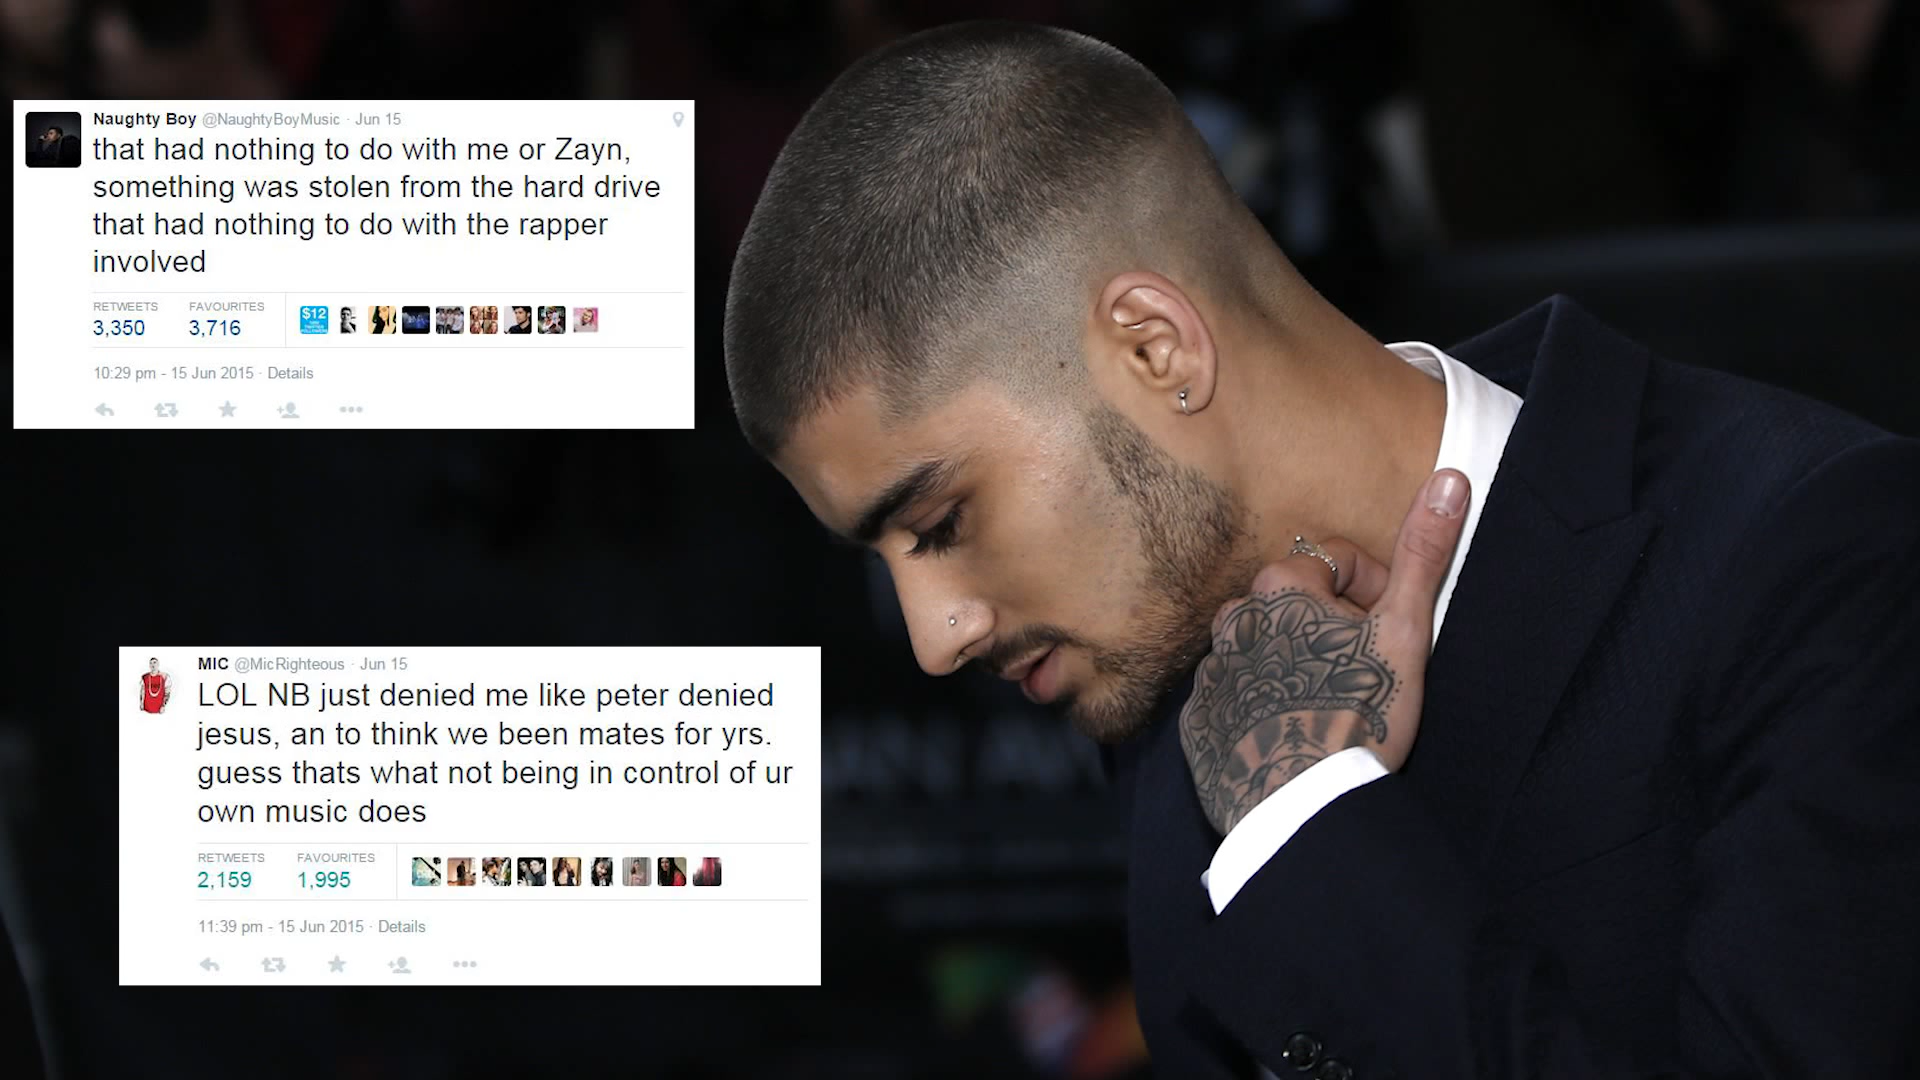 Naughty Boy @NaughtyBoyMusic · Jun 15
that had nothing to do with me or Zayn,
something was stolen from the hard drive
that had nothing to do with the rapper
involved
RETWEETS FAVOURITES
3,350 3,716
$12
10:29 pm - 15 Jun 2015 · Details
MIC @MicRighteous · Jun 15
LOL NB just denied me like peter denied
jesus, an to think we been mates for yrs.
guess thats what not being in control of ur
own music does
RETWEETS FAVOURITES
2,159 1,995
11:39 pm - 15 Jun 2015 · Details